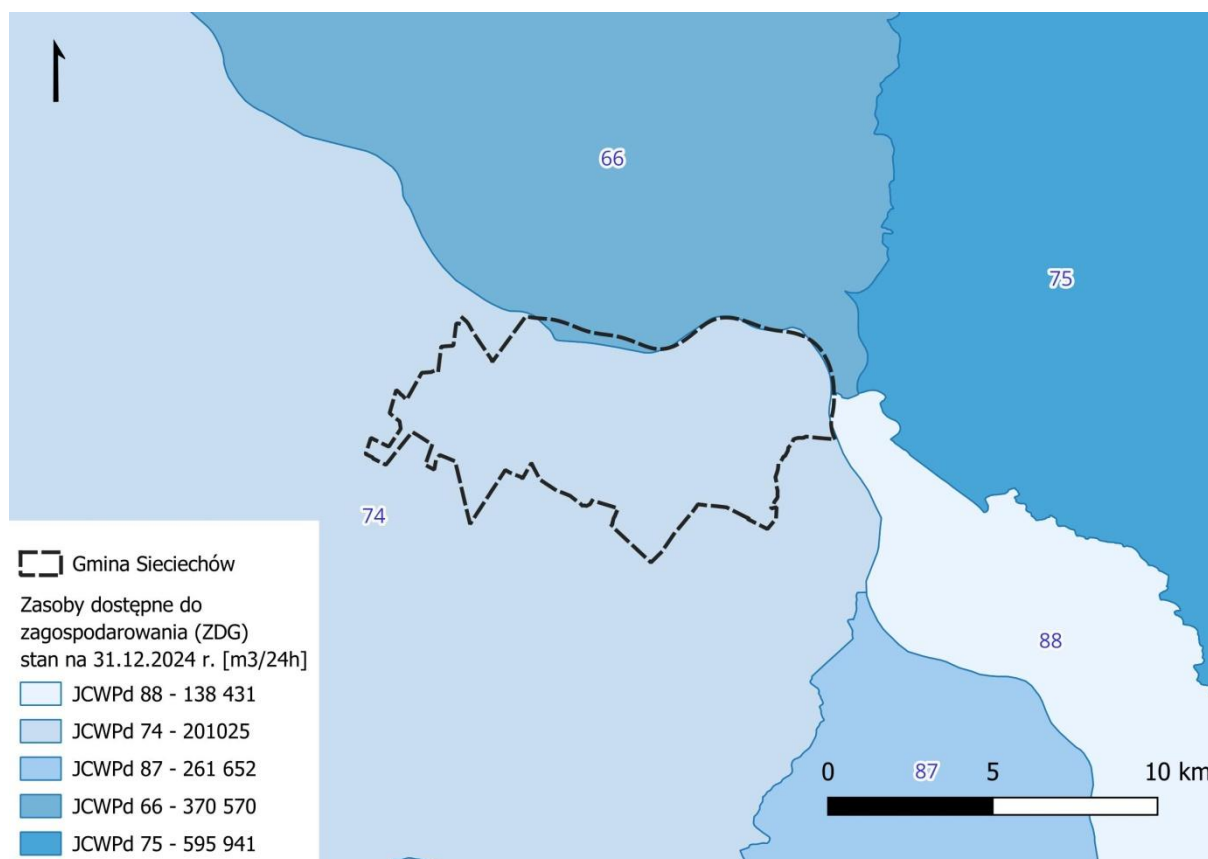 66
75
74
88
87
Gmina Sieciechów
Zasoby dostępne do
zagospodarowania (ZDG)
stan na 31.12.2024 r. [m3/24h]
JCWPd 88 - 138 431
JCWPd 74 - 201025
JCWPd 87 - 261 652
JCWPd 66 - 370 570
JCWPd 75 - 595 941
0 5 10 km